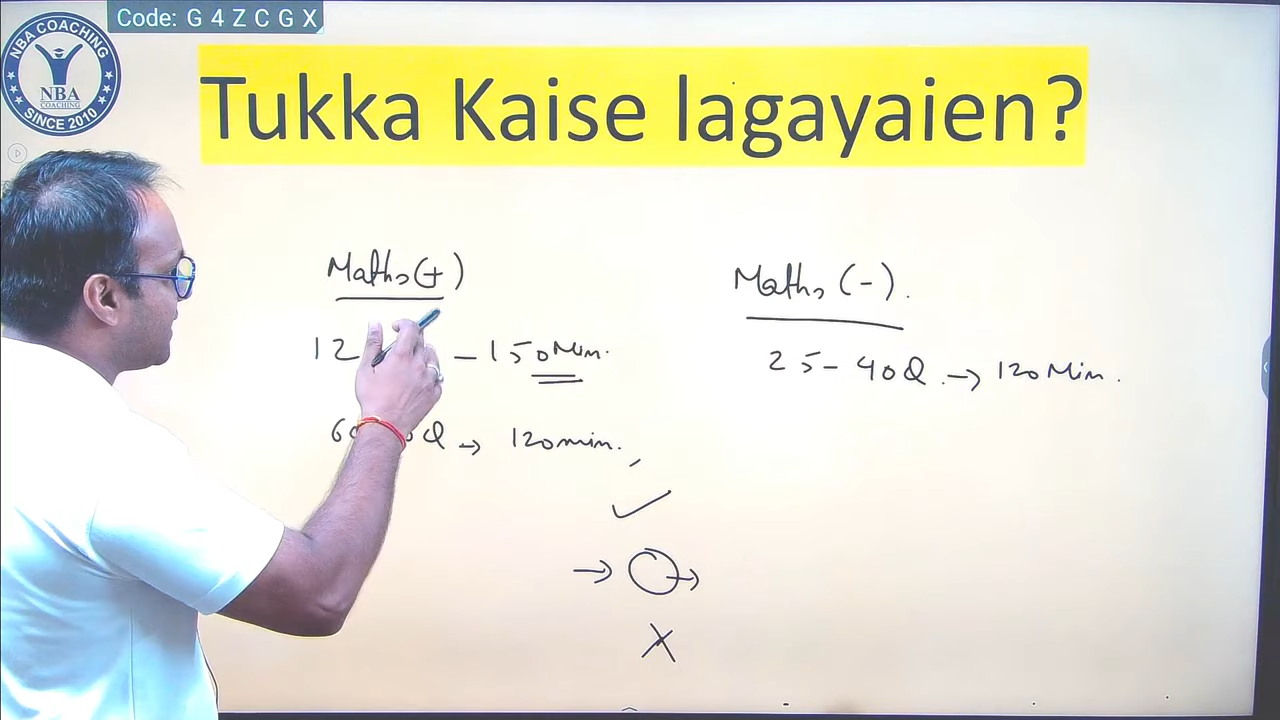 Code: G 4 Z C G X
NBA COACHING
NBA
COACHING
SINCE 2010
Tukka Kaise lagayaien?
Maths (+)
Maths (-).
12 – 150 Min.
25 – 40Q → 120 Min.
Q → 120 min.,